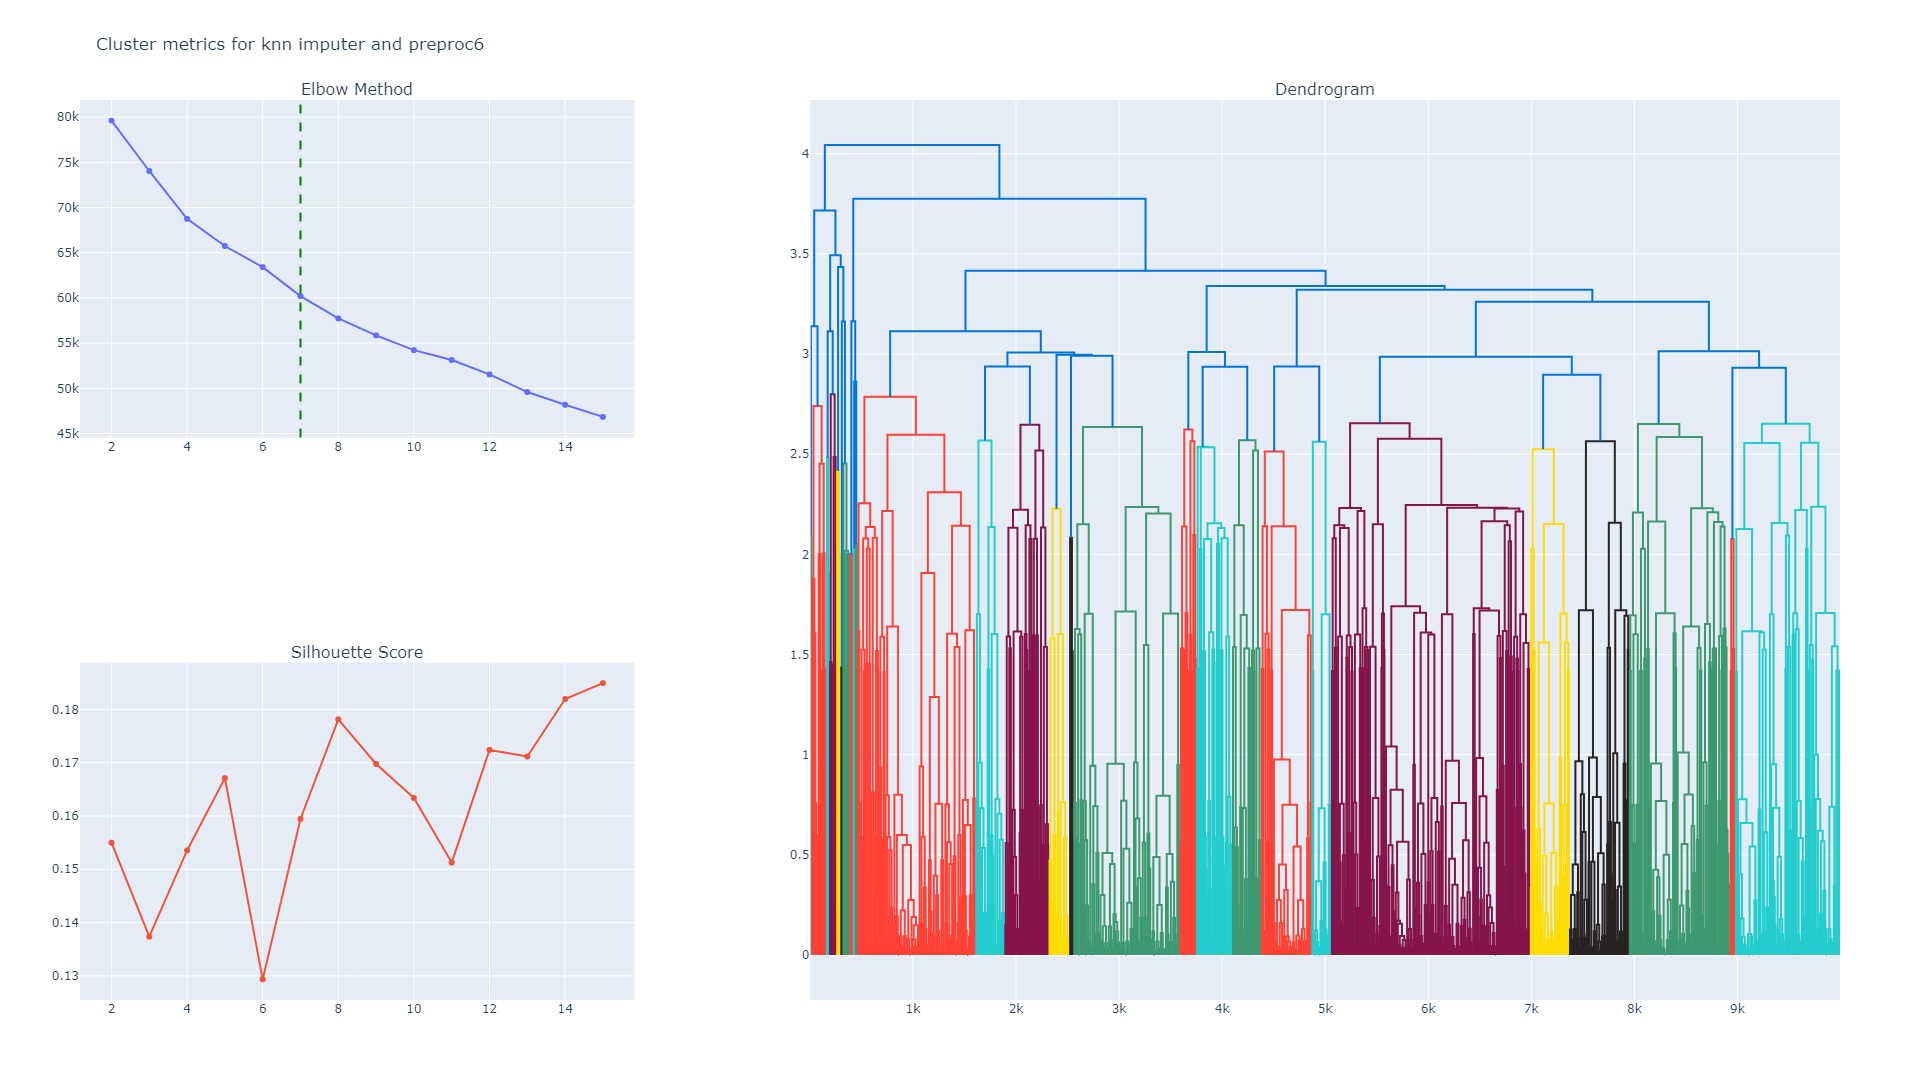 Cluster metrics for knn imputer and preproc6
Elbow Method
80k
75k
70k
65k
60k
55k
50k
45k
2 4 6 8 10 12 14
Silhouette Score
0.18
0.17
0.16
0.15
0.14
0.13
2 4 6 8 10 12 14
Dendrogram
4
3.5
3
2.5
2
1.5
1
0.5
0
1k 2k 3k 4k 5k 6k 7k 8k 9k